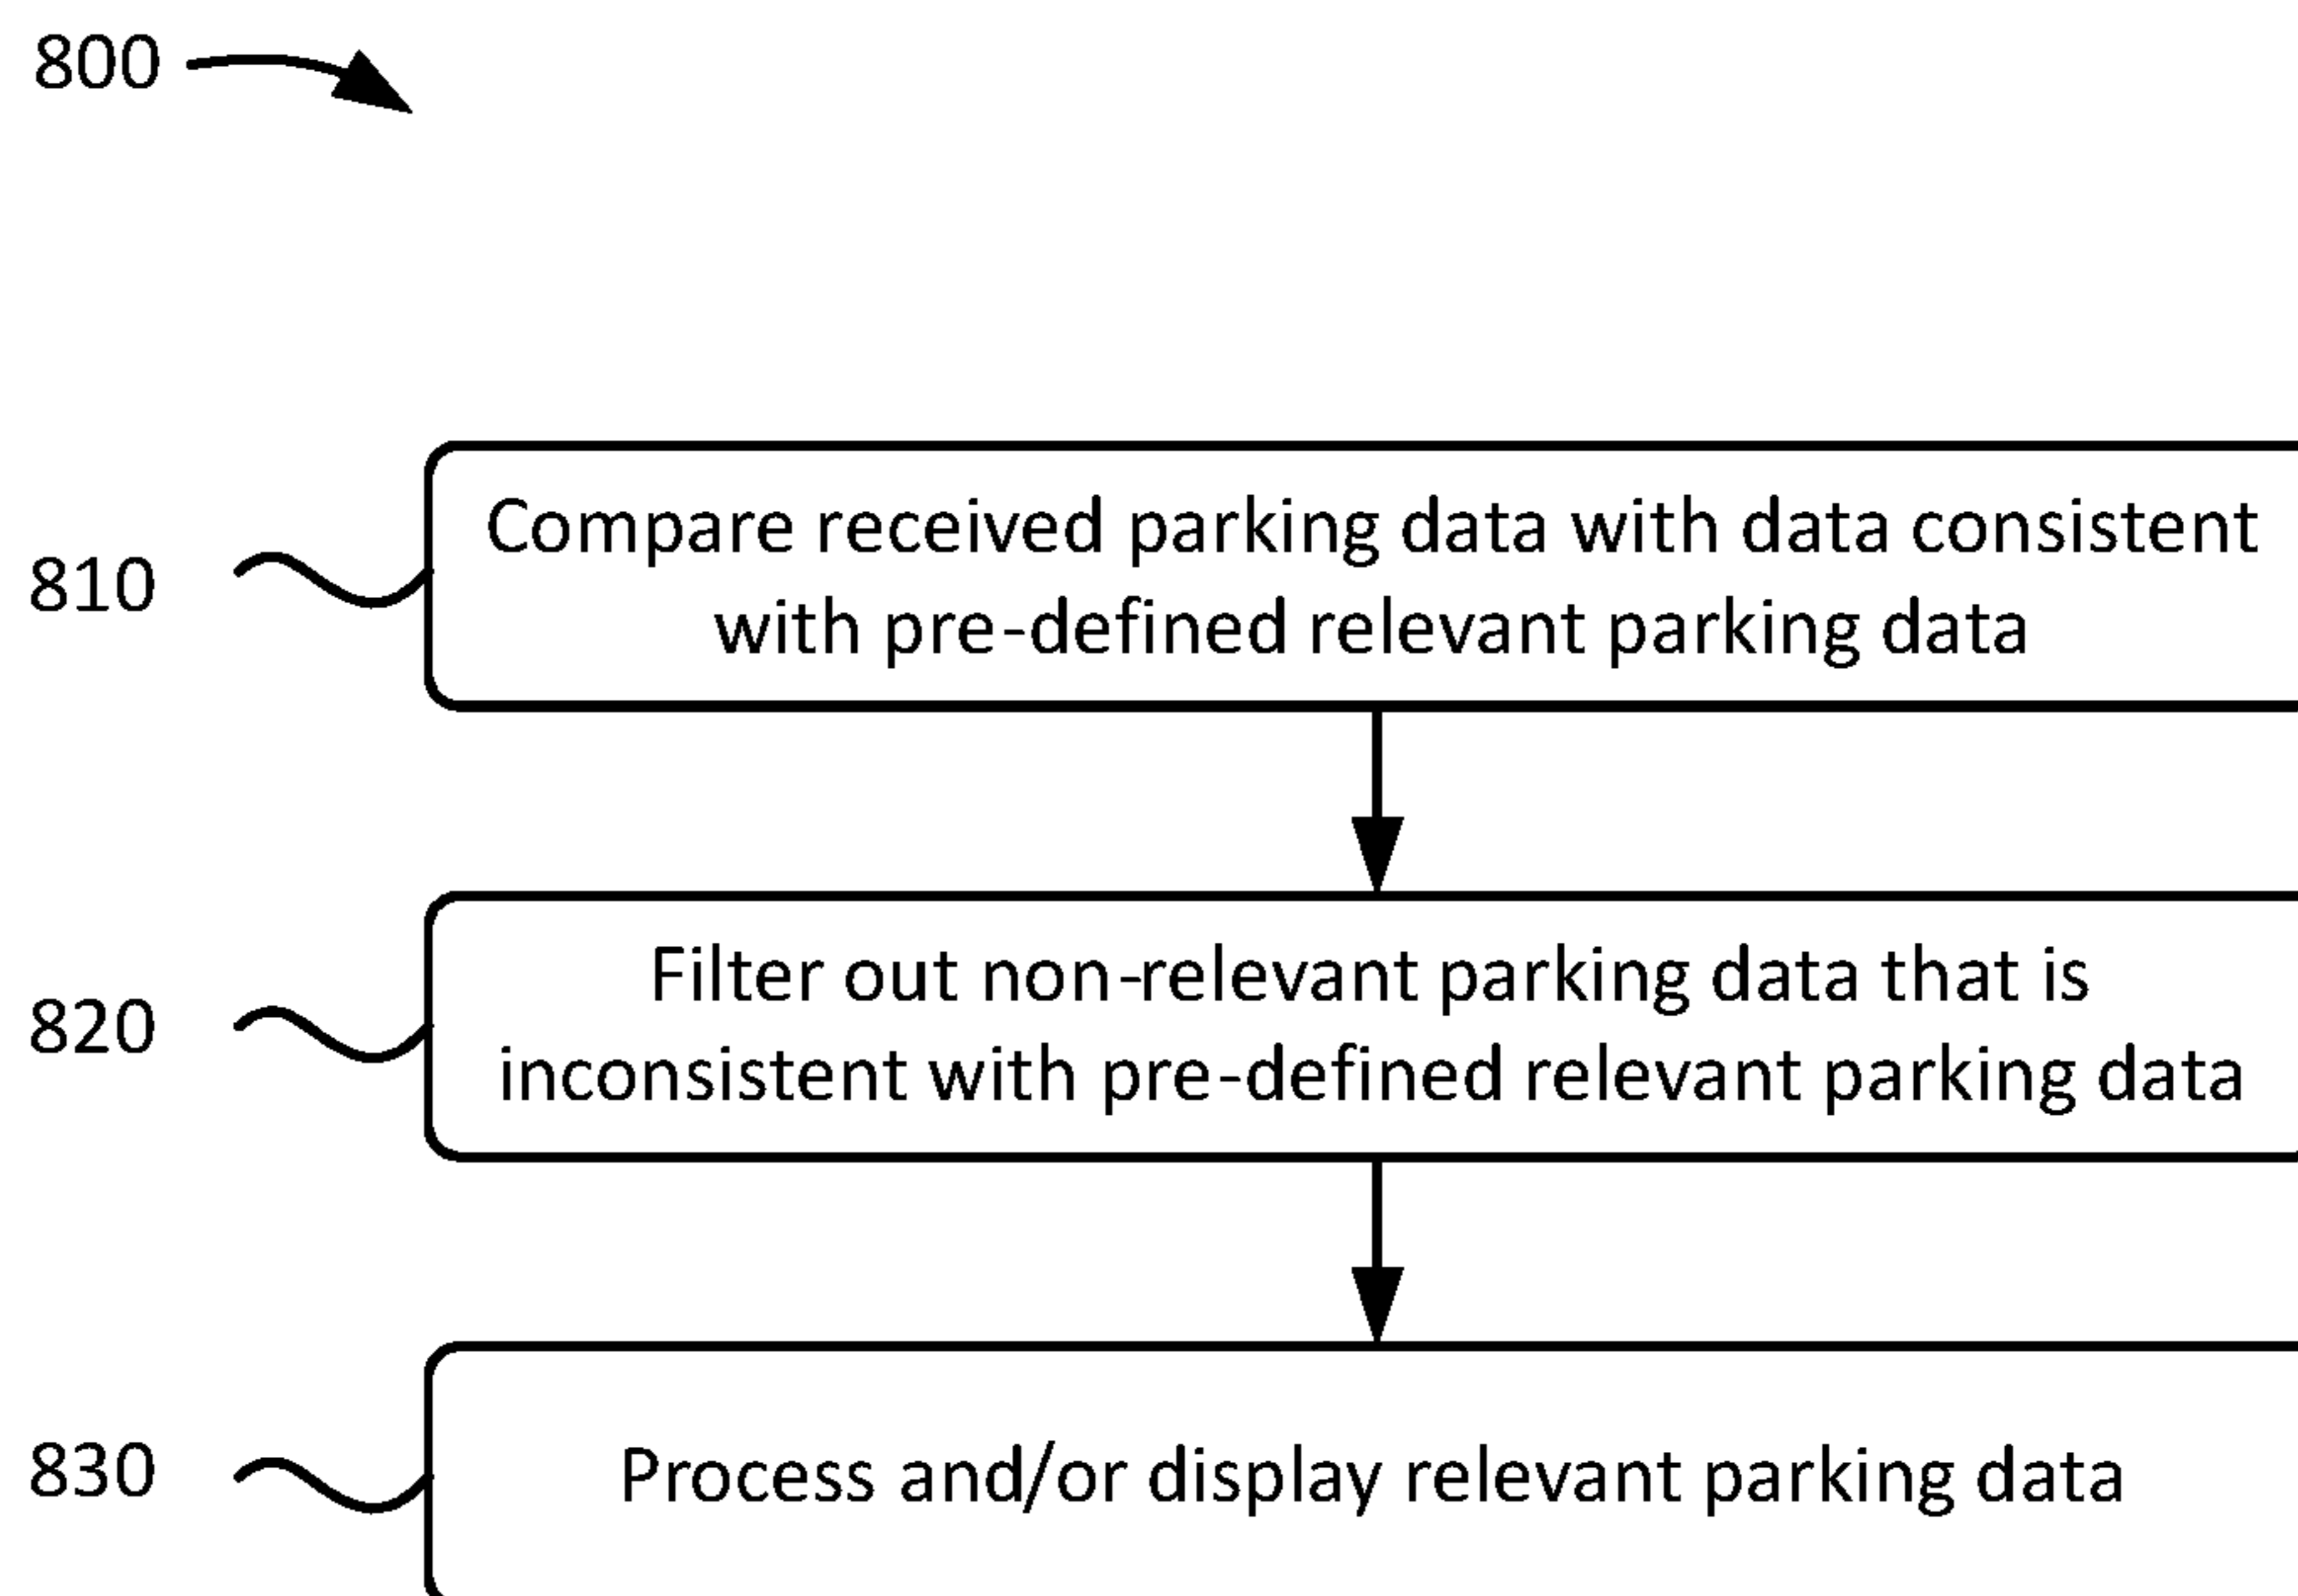 800
810
Compare received parking data with data consistent
with pre-defined relevant parking data
820
Filter out non-relevant parking data that is
inconsistent with pre-defined relevant parking data
830
Process and/or display relevant parking data